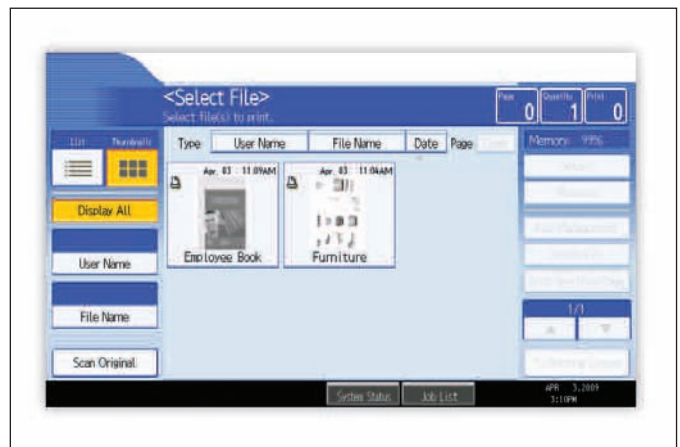 <Select File>
Select file(s) to print.
Page Quantity Print
0 1 0
List Thumbnails
Type User Name File Name Date Page
Memory: 99%
Apr. 03 11:09AM Apr. 03 11:04AM
Display All
Employee Book Furniture
User Name
1/1
File Name
Scan Original
System Status Job List
APR 3,2009
3:10PM